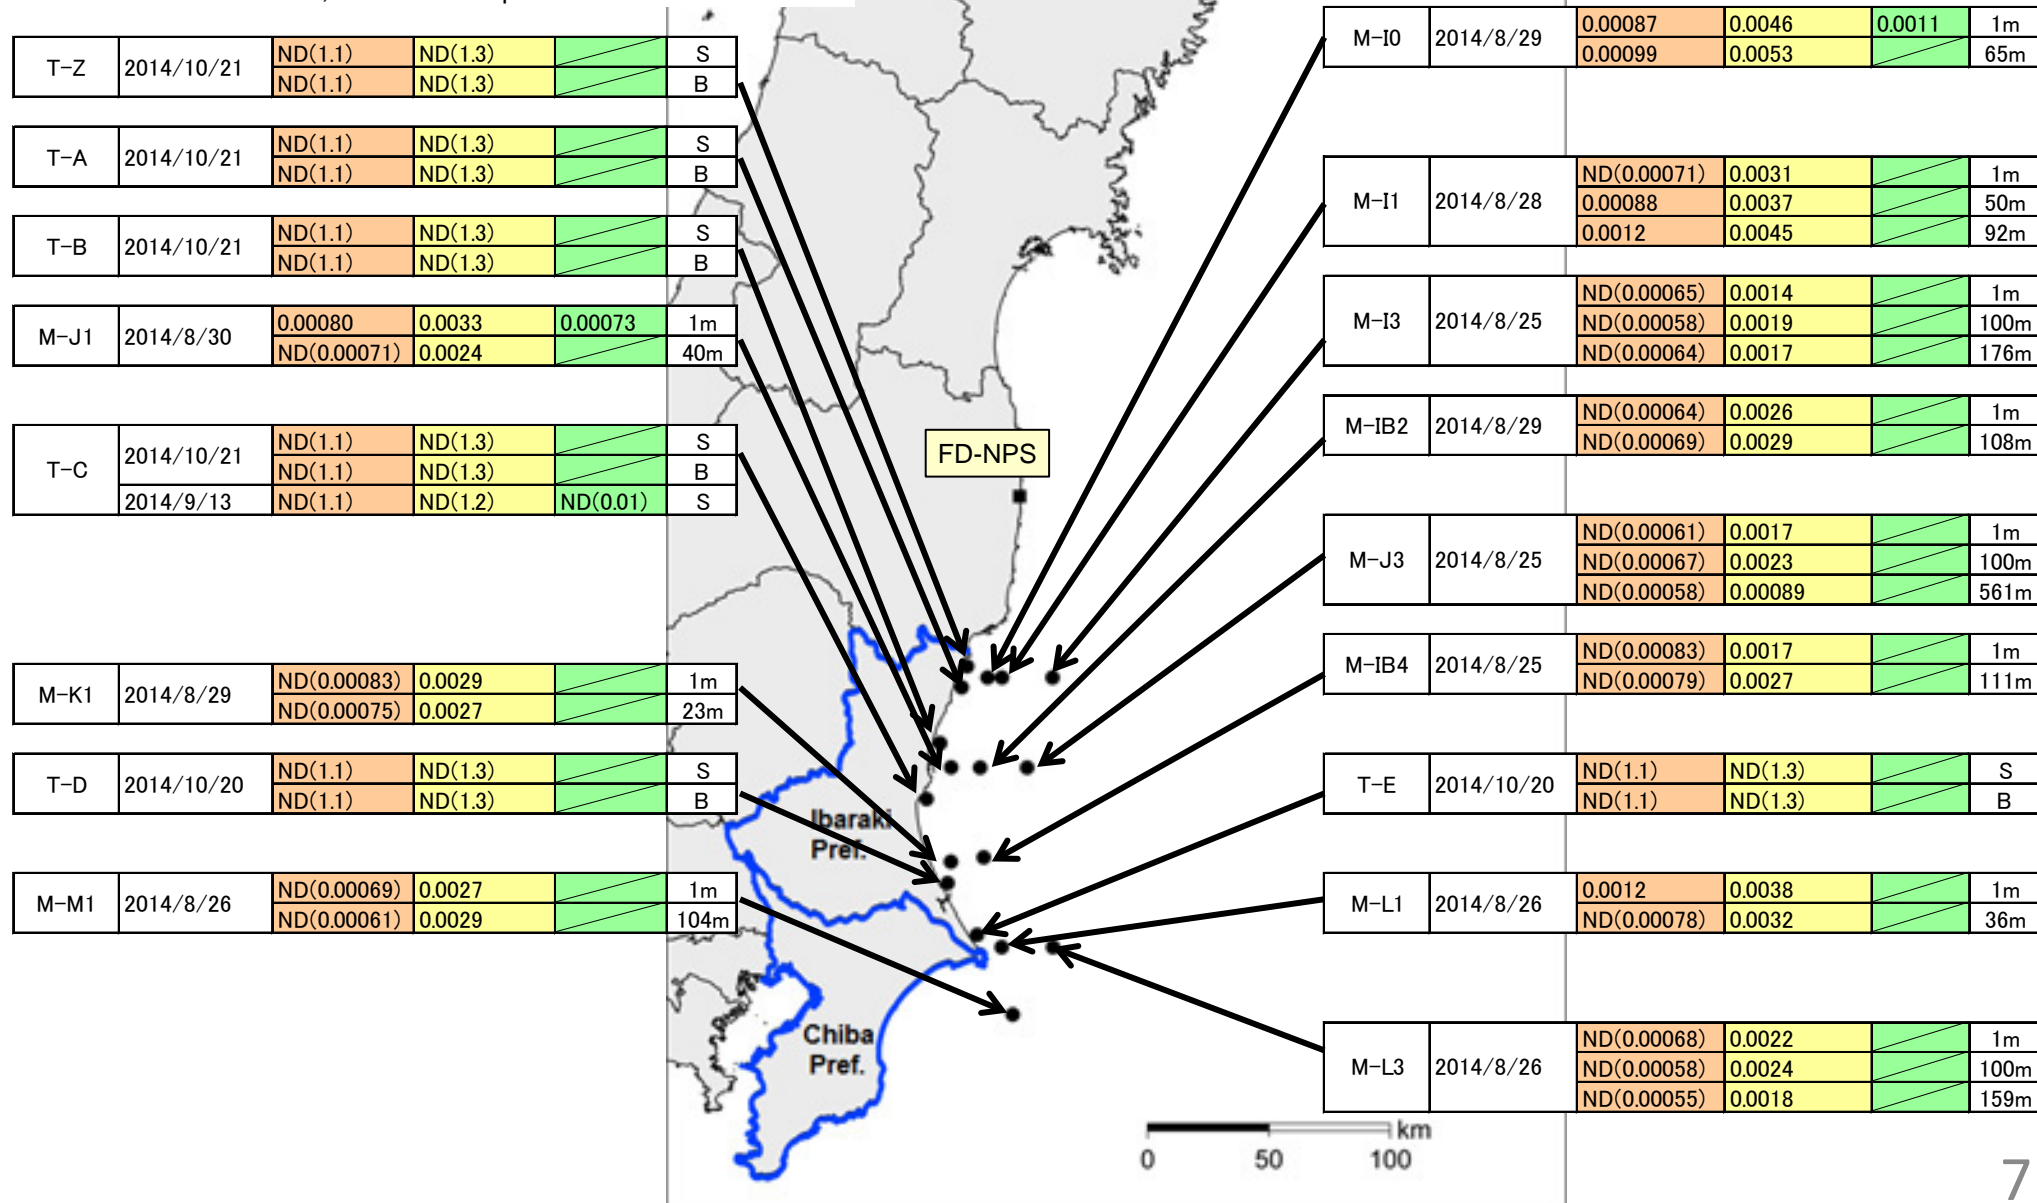 T-Z 2014/10/21 ND(1.1) ND(1.3) S
ND(1.1) ND(1.3) B
T-A 2014/10/21 ND(1.1) ND(1.3) S
ND(1.1) ND(1.3) B
T-B 2014/10/21 ND(1.1) ND(1.3) S
ND(1.1) ND(1.3) B
M-J1 2014/8/30 0.00080 0.0033 0.00073 1m
ND(0.00071) 0.0024 40m
T-C 2014/10/21 ND(1.1) ND(1.3) S
ND(1.1) ND(1.3) B
2014/9/13 ND(1.1) ND(1.2) ND(0.01) S
M-K1 2014/8/29 ND(0.00083) 0.0029 1m
ND(0.00075) 0.0027 23m
T-D 2014/10/20 ND(1.1) ND(1.3) S
ND(1.1) ND(1.3) B
M-M1 2014/8/26 ND(0.00069) 0.0027 1m
ND(0.00061) 0.0029 104m
FD-NPS
Ibaraki
Pref.
Chiba
Pref.
M-I0 2014/8/29 0.00087 0.0046 0.0011 1m
0.00099 0.0053 65m
M-I1 2014/8/28 ND(0.00071) 0.0031 1m
0.00088 0.0037 50m
0.0012 0.0045 92m
M-I3 2014/8/25 ND(0.00065) 0.0014 1m
ND(0.00058) 0.0019 100m
ND(0.00064) 0.0017 176m
M-IB2 2014/8/29 ND(0.00064) 0.0026 1m
ND(0.00069) 0.0029 108m
M-J3 2014/8/25 ND(0.00061) 0.0017 1m
ND(0.00067) 0.0023 100m
ND(0.00058) 0.00089 561m
M-IB4 2014/8/25 ND(0.00083) 0.0017 1m
ND(0.00079) 0.0027 111m
T-E 2014/10/20 ND(1.1) ND(1.3) S
ND(1.1) ND(1.3) B
M-L1 2014/8/26 0.0012 0.0038 1m
ND(0.00078) 0.0032 36m
M-L3 2014/8/26 ND(0.00068) 0.0022 1m
ND(0.00058) 0.0024 100m
ND(0.00055) 0.0018 159m
km
0 50 100
7